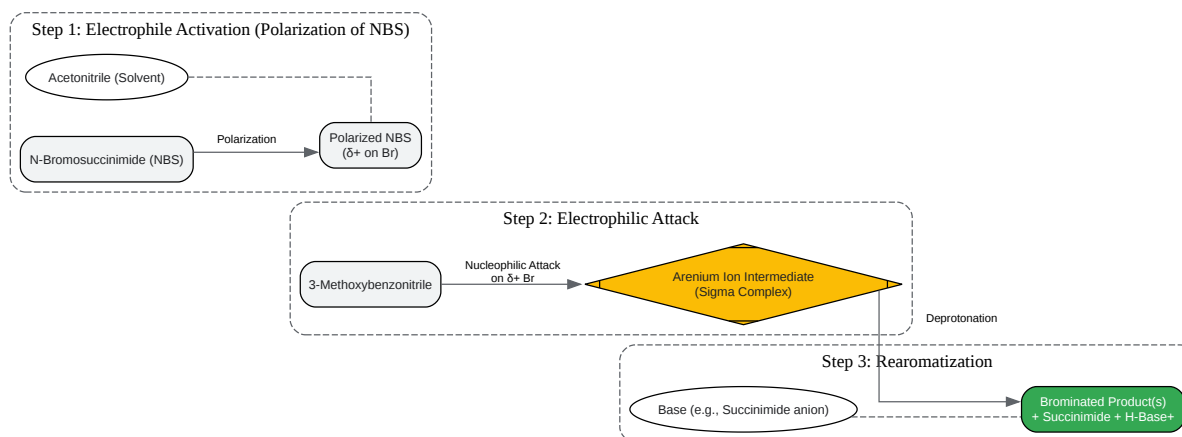 Step 1: Electrophile Activation (Polarization of NBS)
Acetonitrile (Solvent)
N-Bromosuccinimide (NBS)
Polarization
Polarized NBS
(δ+ on Br)
Step 2: Electrophilic Attack
3-Methoxybenzonitrile
Nucleophilic Attack
on δ+ Br
Arenium Ion Intermediate
(Sigma Complex)
Deprotonation
Step 3: Rearomatization
Base (e.g., Succinimide anion)
Brominated Product(s)
+ Succinimide + H-Base+